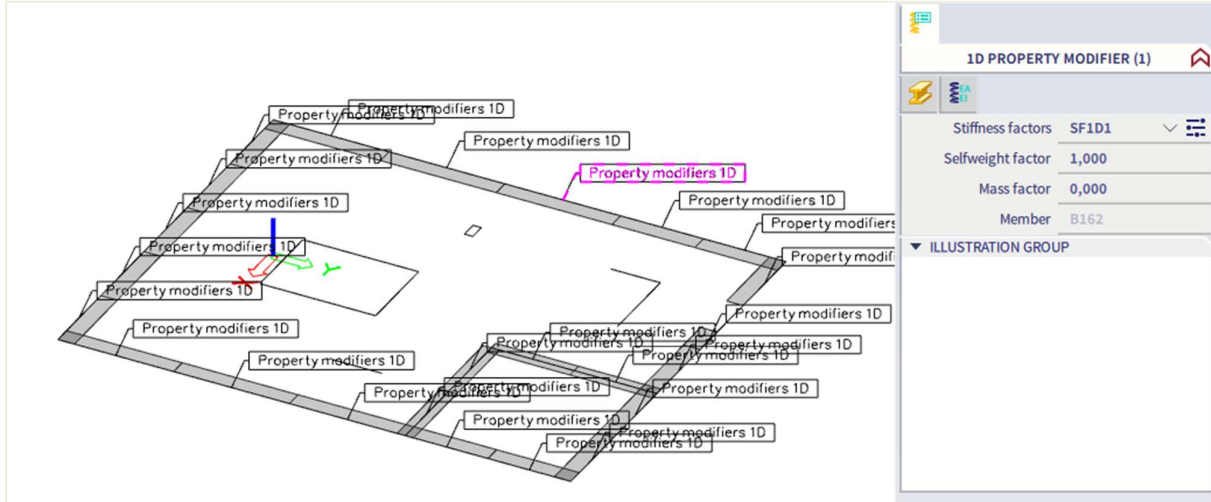 Property modifiers 1D
Property modifiers 1D
Property modifiers 1D
Property modifiers 1D
Property modifiers 1D
Property modifiers 1D
Property modifiers 1D
Property modifiers
Property modifiers 1D
Property modif
X
Y
Property modifiers 1D
Property modifiers 1D
Property modifiers 1D
Property modifiers 1D
Property modifiers 1D
Property modifiers 1D
Property modifiers 1D
Property modifiers 1D
Property modifiers 1D
Property modifiers 1D
Property modifiers 1D
Property modifiers 1D
Property modifiers 1D
Property modifiers 1D
1D PROPERTY MODIFIER (1)
EA
EI
Stiffness factors SF1D1
Selfweight factor 1,000
Mass factor 0,000
Member B162
ILLUSTRATION GROUP